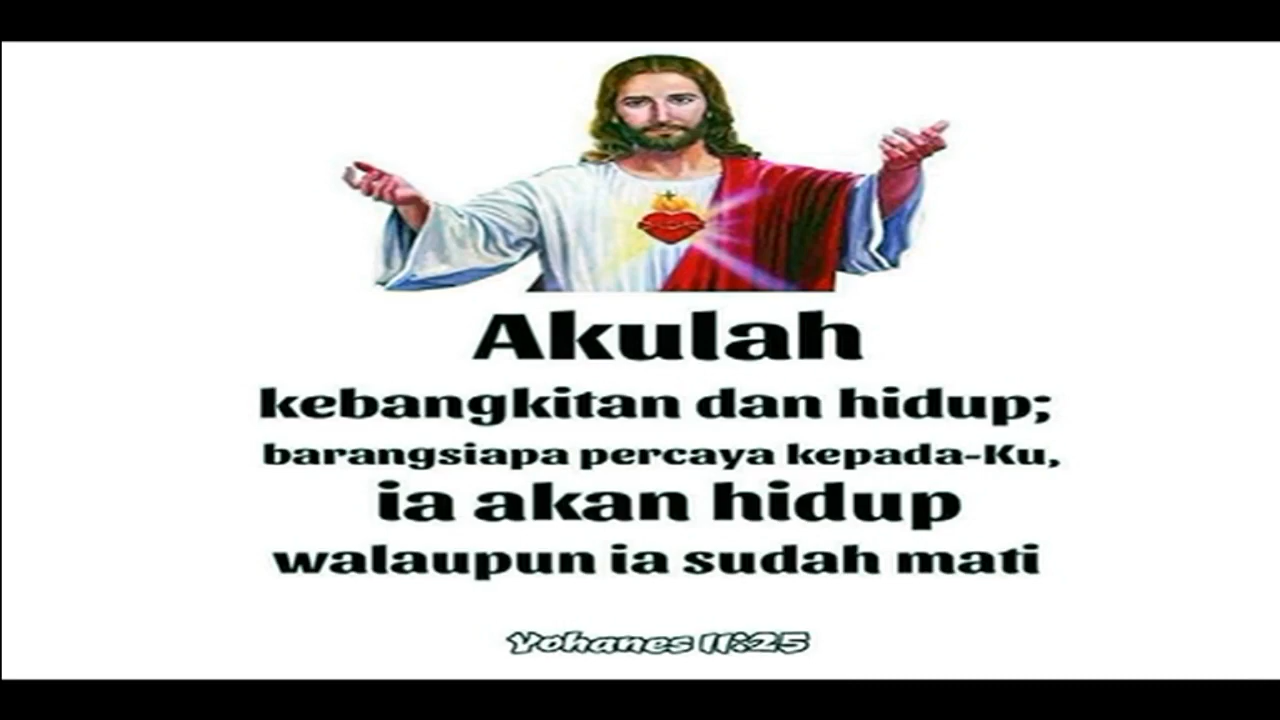 Akulah
kebangkitan dan hidup;
barangsiapa percaya kepada-Ku,
ia akan hidup
walaupun ia sudah mati
Yohanes 11:25